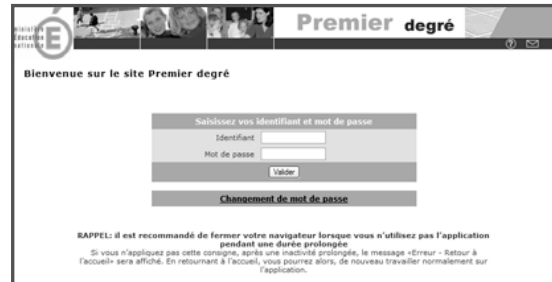 ministère
éducation
nationale
É
Premier degré
Bienvenue sur le site Premier degré
Saisissez vos identifiant et mot de passe
Identifiant
Mot de passe
Valider
Changement de mot de passe
RAPPEL: il est recommandé de fermer votre navigateur lorsque vous n'utilisez pas l'application
pendant une durée prolongée
Si vous n'appliquez pas cette consigne, après une inactivité prolongée, le message «Erreur - Retour à
l'accueil» sera affiché. En retournant à l'accueil, vous pourrez alors, de nouveau travailler normalement sur
l'application.